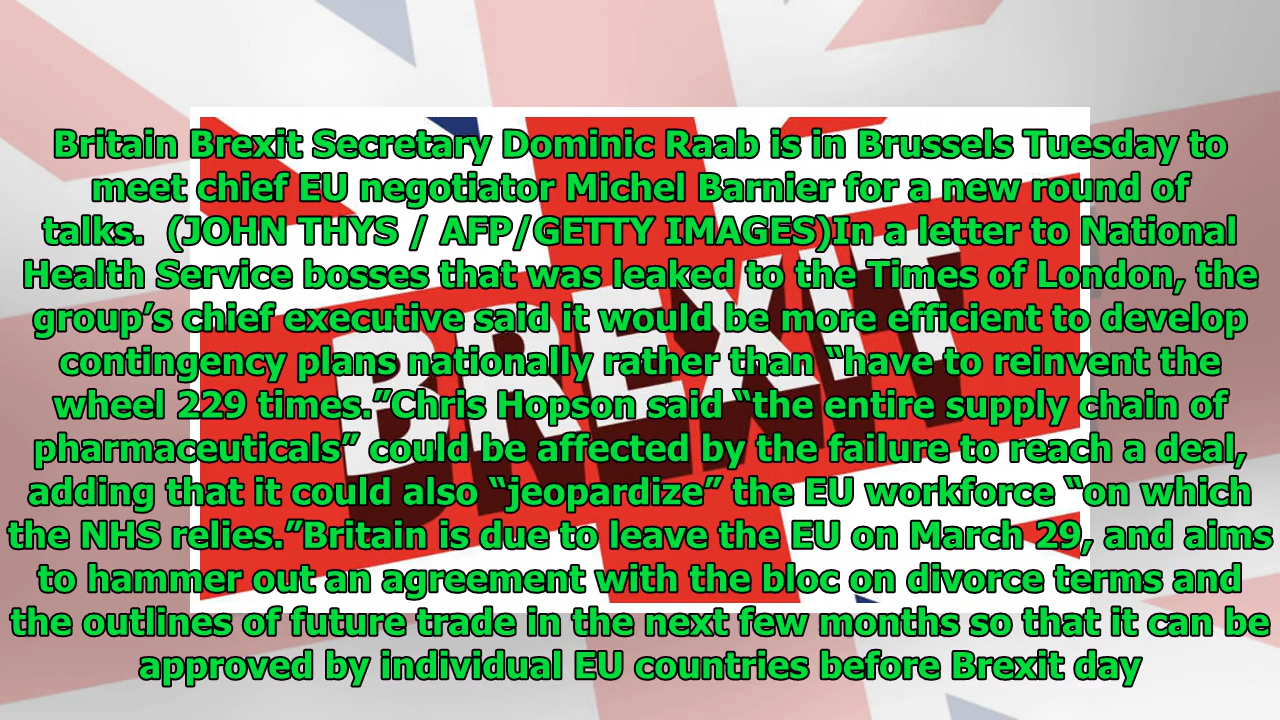 Britain Brexit Secretary Dominic Raab is in Brussels Tuesday to
meet chief EU negotiator Michel Barnier for a new round of
talks.  (JOHN THYS / AFP/GETTY IMAGES)In a letter to National
Health Service bosses that was leaked to the Times of London, the
group’s chief executive said it would be more efficient to develop
contingency plans nationally rather than “have to reinvent the
wheel 229 times.”Chris Hopson said “the entire supply chain of
pharmaceuticals” could be affected by the failure to reach a deal,
adding that it could also “jeopardize” the EU workforce “on which
the NHS relies.”Britain is due to leave the EU on March 29, and aims
to hammer out an agreement with the bloc on divorce terms and
the outlines of future trade in the next few months so that it can be
approved by individual EU countries before Brexit day
BREXIT